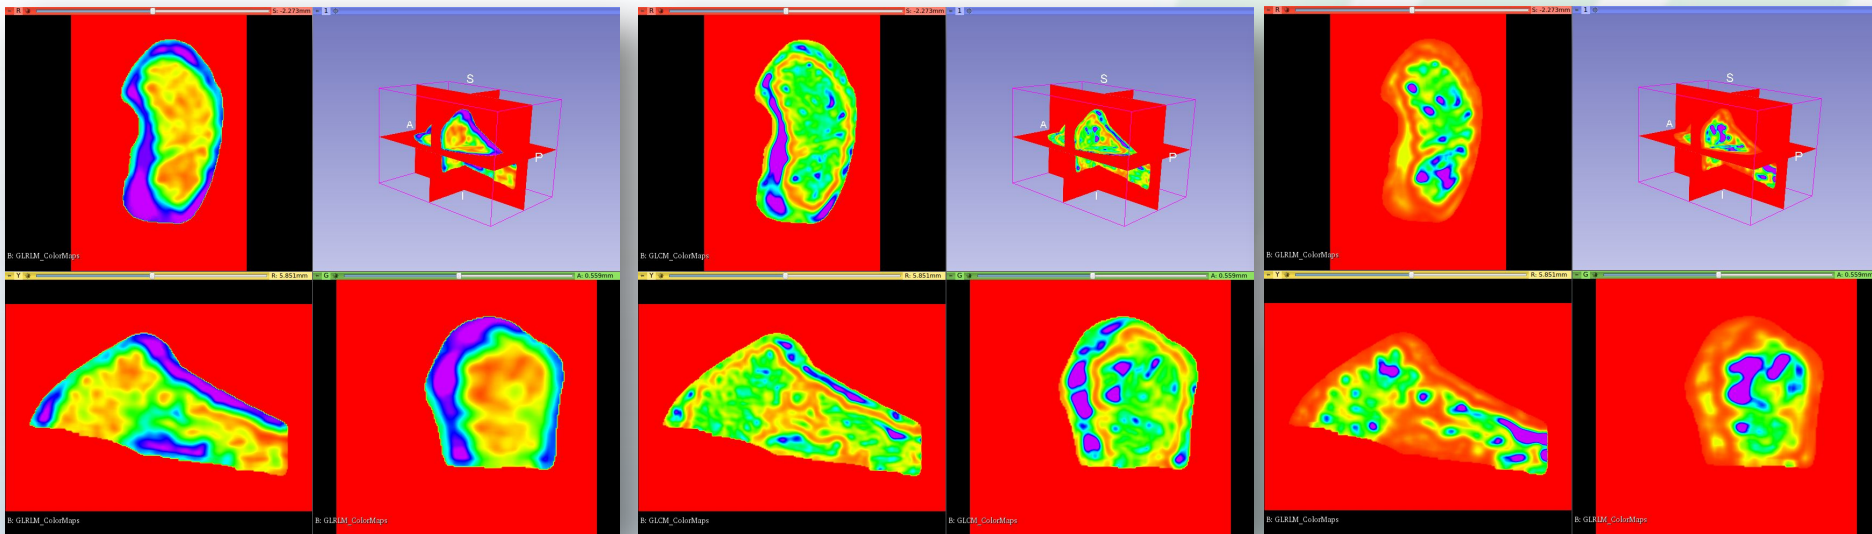 R S: -2.273mm
1
S
A
P
I
B: GLRLM_ColorMaps
Y R: 5.851mm
G A: 0.559mm
B: GLRLM_ColorMaps
B: GLRLM_ColorMaps
R S: -2.273mm
1
S
A
P
I
B: GLCM_ColorMaps
Y R: 5.851mm
G A: 0.559mm
B: GLCM_ColorMaps
B: GLCM_ColorMaps
R S: -2.273mm
1
S
A
P
I
B: GLRLM_ColorMaps
Y R: 5.851mm
G A: 0.559mm
B: GLRLM_ColorMaps
B: GLRLM_ColorMaps